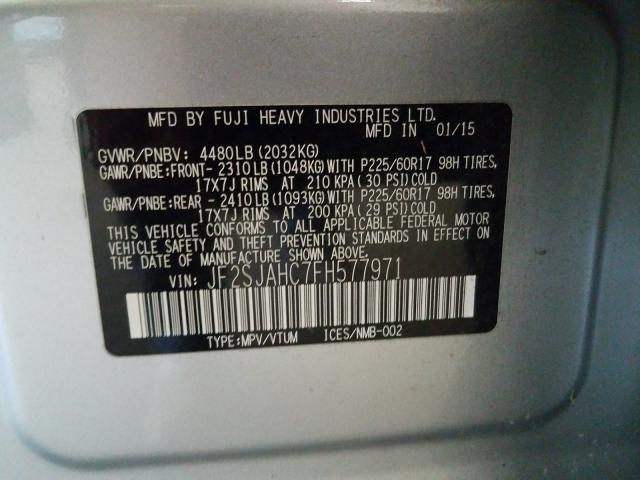 MFD BY FUJI HEAVY INDUSTRIES LTD.
MFD IN 01/15
GVWR/PNBV: 4480LB (2032KG)
GAWR/PNBE:FRONT- 2310LB (1048KG) WITH P225/60R17 98H TIRES,
17X7J RIMS AT 210 KPA ( 30 PSI) COLD
GAWR/PNBE:REAR - 2410LB (1093KG) WITH P225/60R17 98H TIRES,
17X7J RIMS AT 200 KPA ( 29 PSI) COLD
THIS VEHICLE CONFORMS TO ALL APPLICABLE FEDERAL MOTOR
VEHICLE SAFETY AND THEFT PREVENTION STANDARDS IN EFFECT ON
THE DATE OF MANUFACTURE SHOWN ABOVE.
VIN: JF2SJAHC7FH577971
TYPE:MPV/VTUM ICES/NMB-002